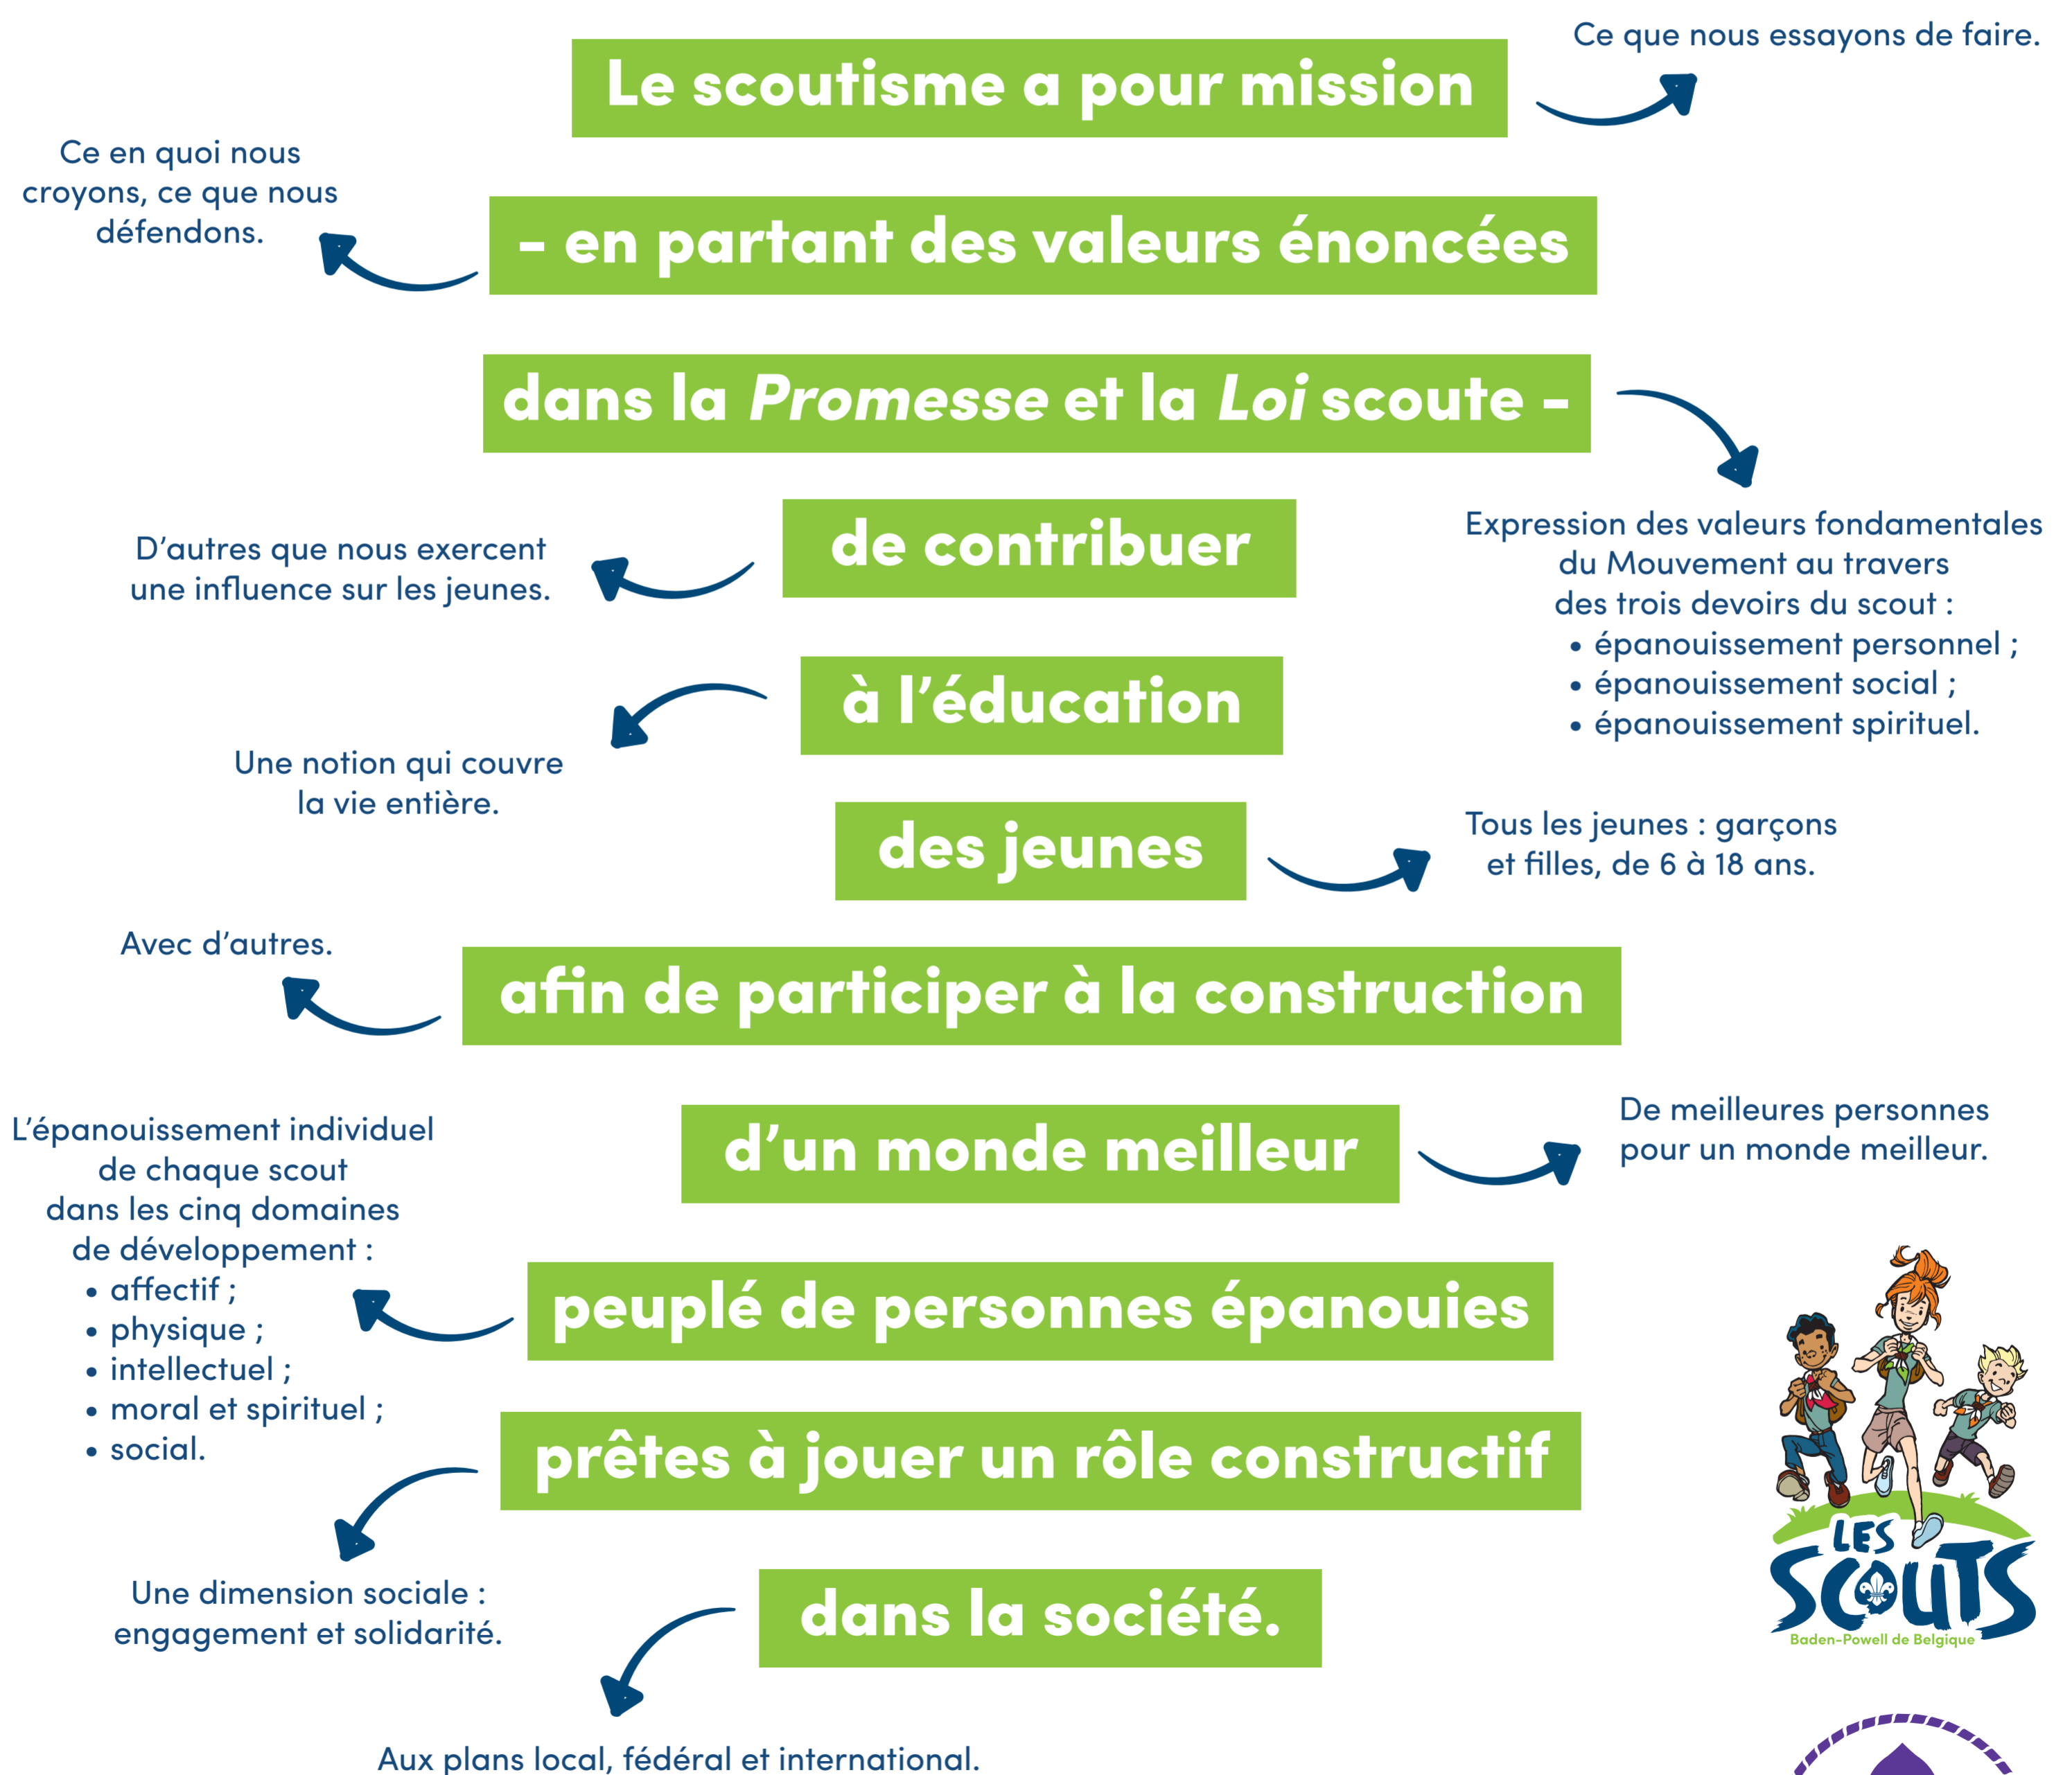 Ce que nous essayons de faire.
Le scoutisme a pour mission
Ce en quoi nous
croyons, ce que nous
défendons.
- en partant des valeurs énoncées
dans la Promesse et la Loi scoute -
Expression des valeurs fondamentales
du Mouvement au travers
des trois devoirs du scout :
• épanouissement personnel ;
• épanouissement social ;
• épanouissement spirituel.
de contribuer
D’autres que nous exercent
une influence sur les jeunes.
à l’éducation
Une notion qui couvre
la vie entière.
des jeunes
Tous les jeunes : garçons
et filles, de 6 à 18 ans.
Avec d’autres.
afin de participer à la construction
d’un monde meilleur
De meilleures personnes
pour un monde meilleur.
L’épanouissement individuel
de chaque scout
dans les cinq domaines
de développement :
• affectif ;
• physique ;
• intellectuel ;
• moral et spirituel ;
• social.
peuplé de personnes épanouies
prêtes à jouer un rôle constructif
Une dimension sociale :
engagement et solidarité.
dans la société.
Aux plans local, fédéral et international.
LES
SCOUTS
Baden-Powell de Belgique